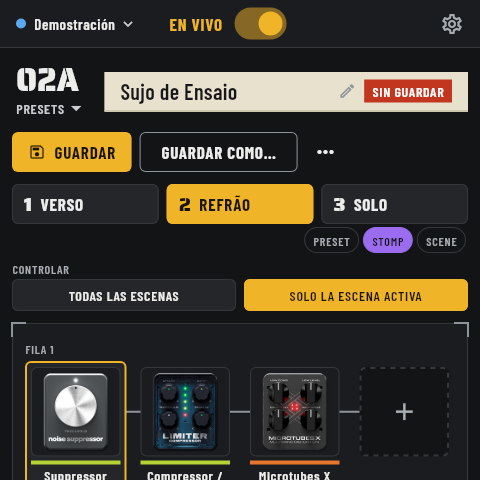 Demostración
EN VIVO
02A
PRESETS
Sujo de Ensaio
SIN GUARDAR
GUARDAR
GUARDAR COMO...
1 VERSO
2 REFRÃO
3 SOLO
PRESET
STOMP
SCENE
CONTROLAR
TODAS LAS ESCENAS
SOLO LA ESCENA ACTIVA
FILA 1
noise suppressor
LIMITER
COMPRESSOR
MICROTUBES X
Suppressor
Compressor /
Microtubes X